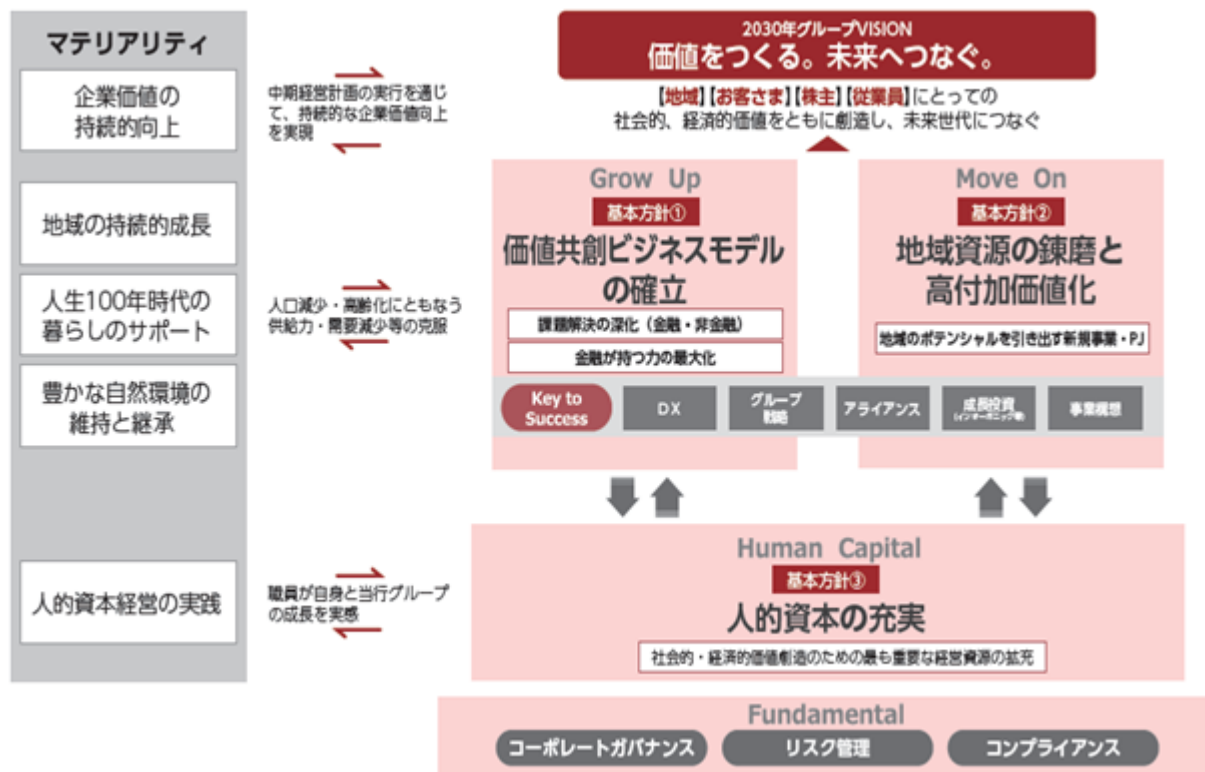 マテリアリティ
企業価値の
持続的向上
地域の持続的成長
人生100年時代の
暮らしのサポート
豊かな自然環境の
維持と継承
人的資本経営の実践
中期経営計画の実行を通じ
て、持続的な企業価値向上
を実現
人口減少・高齢化にともなう
供給力・需要減少等の克服
職員が自身と当行グループ
の成長を実感
2030年グループVISION
価値をつくる。未来へつなぐ。
【地域】【お客さま】【株主】【従業員】にとっての
社会的、経済的価値をともに創造し、未来世代につなぐ
Grow Up
基本方針①
価値共創ビジネスモデル
の確立
課題解決の深化（金融・非金融）
金融が持つ力の最大化
Move On
基本方針②
地域資源の錬磨と
高付加価値化
地域のポテンシャルを引き出す新規事業・PJ
Key to
Success
DX
グループ
戦略
アライアンス
成長投資
事業構想
Human Capital
基本方針③
人的資本の充実
社会的・経済的価値創造のための最も重要な経営資源の拡充
Fundamental
コーポレートガバナンス
リスク管理
コンプライアンス